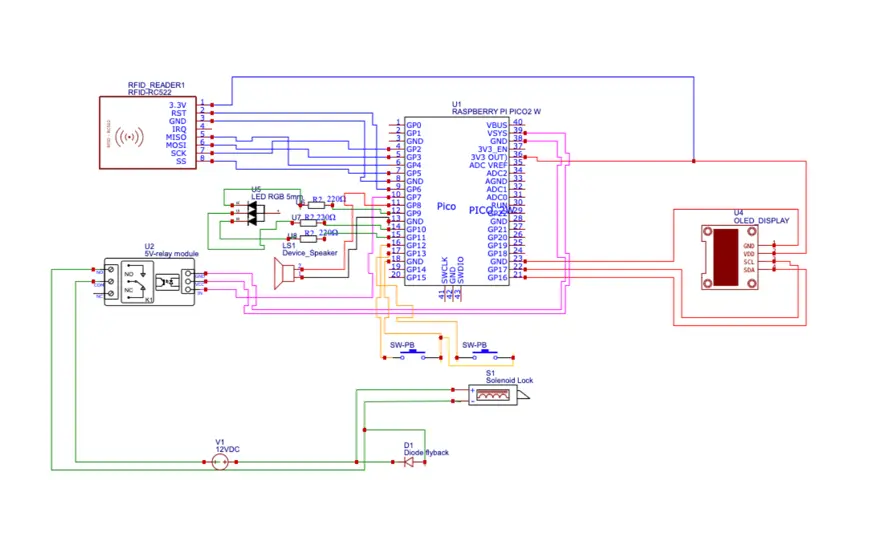 RFID_READER1
RFID-RC522
RFID-RC522
3.3V 1
RST 2
GND 3
IRQ 4
MISO 5
MOSI 6
SCK 7
SS 8
U1
RASPBERRY PI PICO2 W
1 GP0 VBUS 40
2 GP1 VSYS 39
3 GND GND 38
4 GP2 3V3_EN 37
5 GP3 3V3 OUT) 36
6 GP4 ADC VREF 35
7 GP5 ADC2 34
8 GND AGND 33
9 GP6 ADC1 32
10 GP7 ADC0 31
11 GP8 RUN 30
12 GP9 GP22 29
13 GND GND 28
14 GP10 GP21 27
15 GP11 GP20 26
16 GP12 GP19 25
17 GP13 GP18 24
18 GND GND 23
19 GP14 GP17 22
20 GP15 GP16 21
Pico
SWCLK
GND
SWDIO
41
42
43
U5
LED RGB 5mm
R2 220Ω
U7 R2 220Ω
U8 R2 220Ω
LS1
Device_Speaker
U2
5V-relay module
NO
COM
NC
NO
NC
K1
GND
VCC
IN
U4
OLED_DISPLAY
GND
VDD
SCL
SDA
SW-PB
SW-PB
S1
Solenoid Lock
+
-
V1
12VDC
D1
Diode flyback